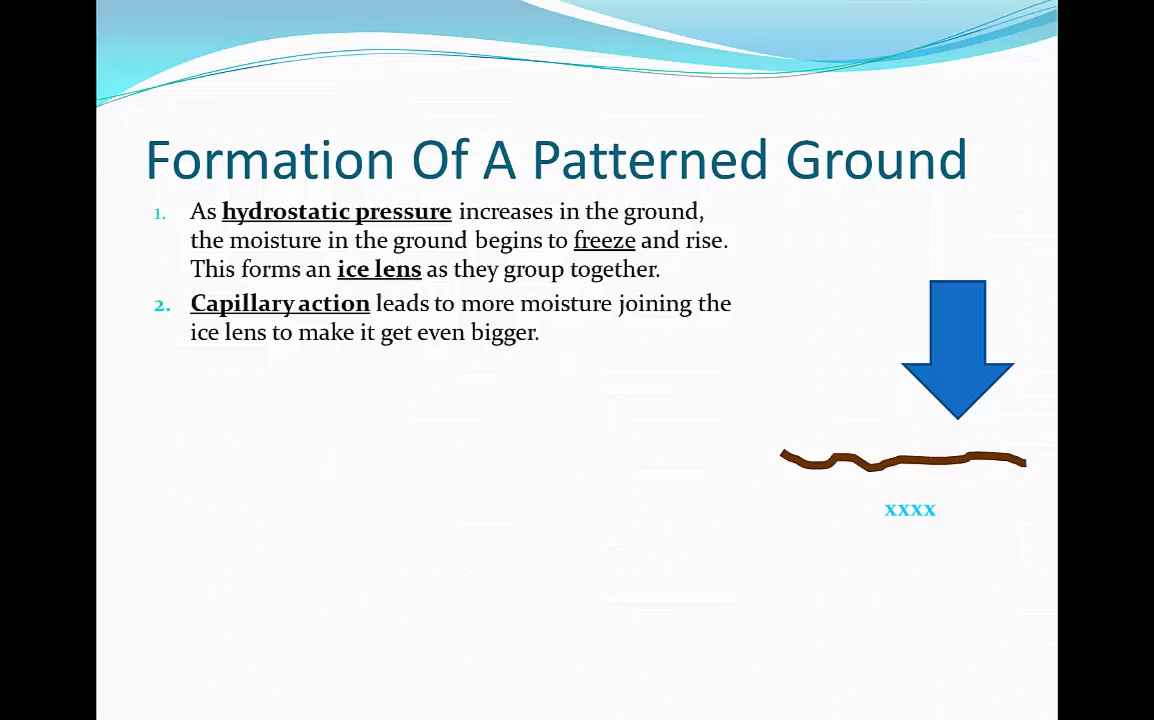 Formation Of A Patterned Ground
1. As hydrostatic pressure increases in the ground,
the moisture in the ground begins to freeze and rise.
This forms an ice lens as they group together.
2. Capillary action leads to more moisture joining the
ice lens to make it get even bigger.
xxxx